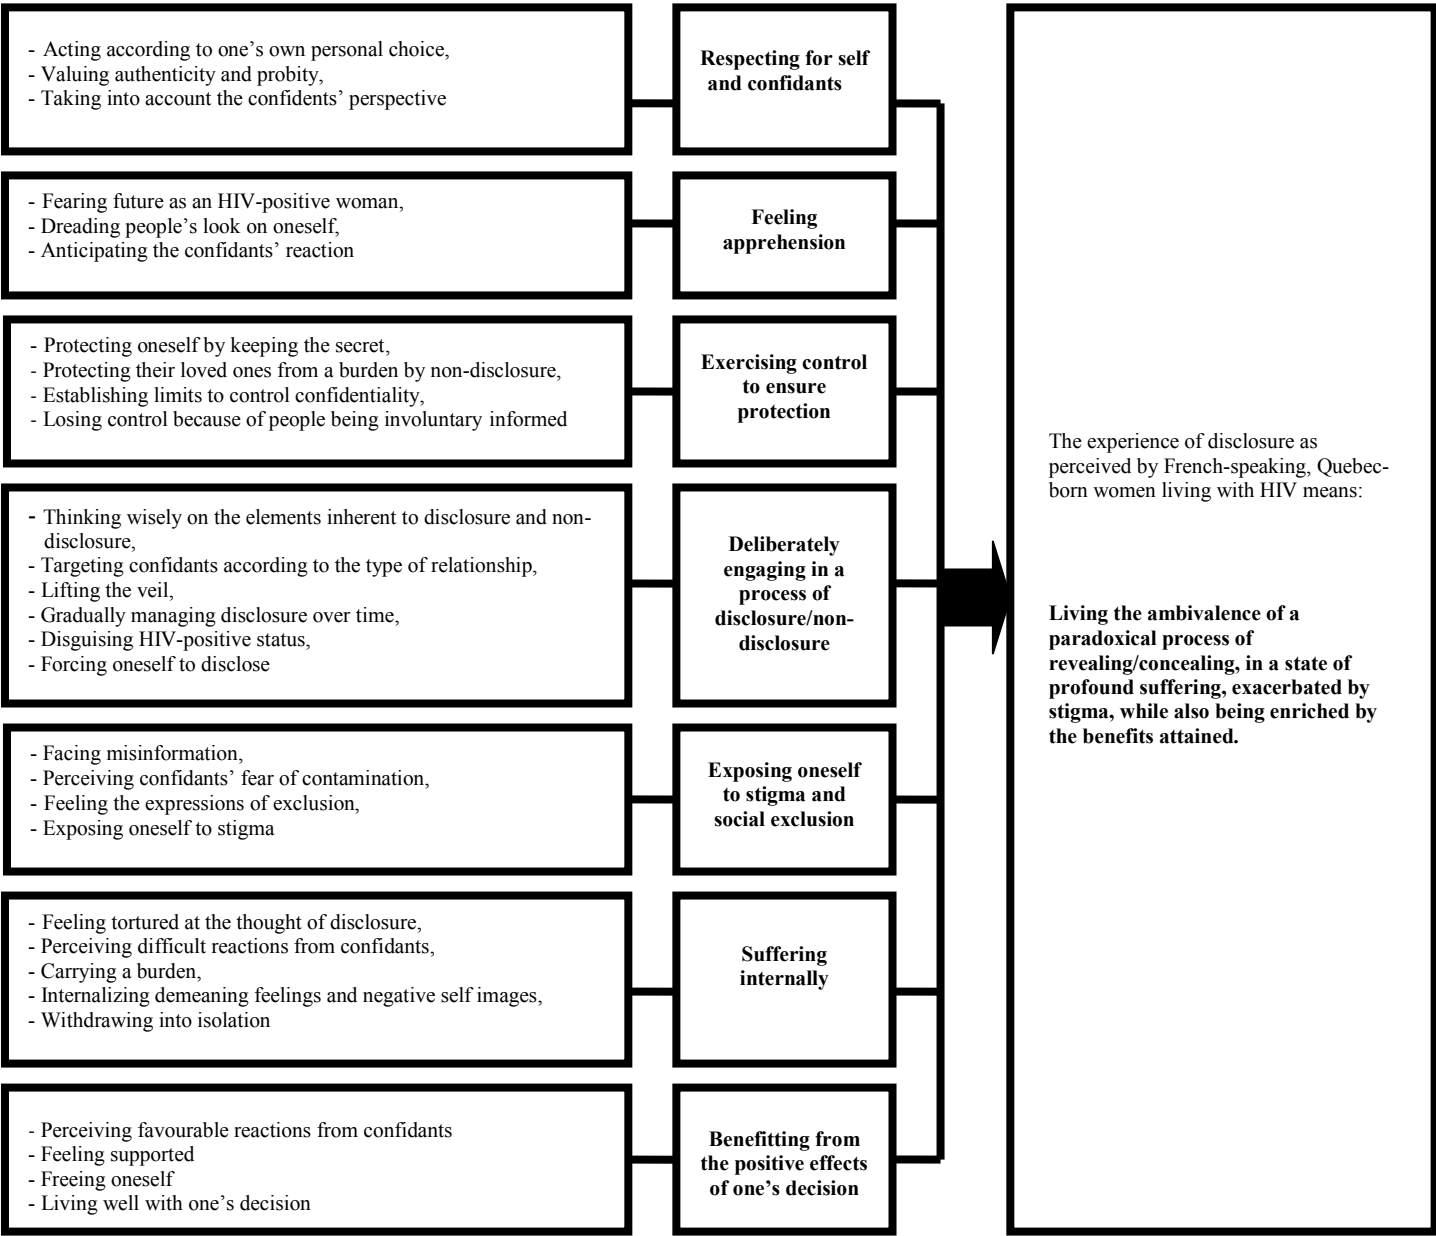 - Acting according to one’s own personal choice,
- Valuing authenticity and probity,
- Taking into account the confidents’ perspective
Respecting for self
and confidants
- Fearing future as an HIV-positive woman,
- Dreading people’s look on oneself,
- Anticipating the confidants’ reaction
Feeling
apprehension
- Protecting oneself by keeping the secret,
- Protecting their loved ones from a burden by non-disclosure,
- Establishing limits to control confidentiality,
- Losing control because of people being involuntary informed
Exercising control
to ensure
protection
- Thinking wisely on the elements inherent to disclosure and non-
disclosure,
- Targeting confidants according to the type of relationship,
- Lifting the veil,
- Gradually managing disclosure over time,
- Disguising HIV-positive status,
- Forcing oneself to disclose
Deliberately
engaging in a
process of
disclosure/non-
disclosure
- Facing misinformation,
- Perceiving confidants’ fear of contamination,
- Feeling the expressions of exclusion,
- Exposing oneself to stigma
Exposing oneself
to stigma and
social exclusion
- Feeling tortured at the thought of disclosure,
- Perceiving difficult reactions from confidants,
- Carrying a burden,
- Internalizing demeaning feelings and negative self images,
- Withdrawing into isolation
Suffering
internally
- Perceiving favourable reactions from confidants
- Feeling supported
- Freeing oneself
- Living well with one’s decision
Benefitting from
the positive effects
of one’s decision
The experience of disclosure as
perceived by French-speaking, Quebec-
born women living with HIV means:
Living the ambivalence of a
paradoxical process of
revealing/concealing, in a state of
profound suffering, exacerbated by
stigma, while also being enriched by
the benefits attained.